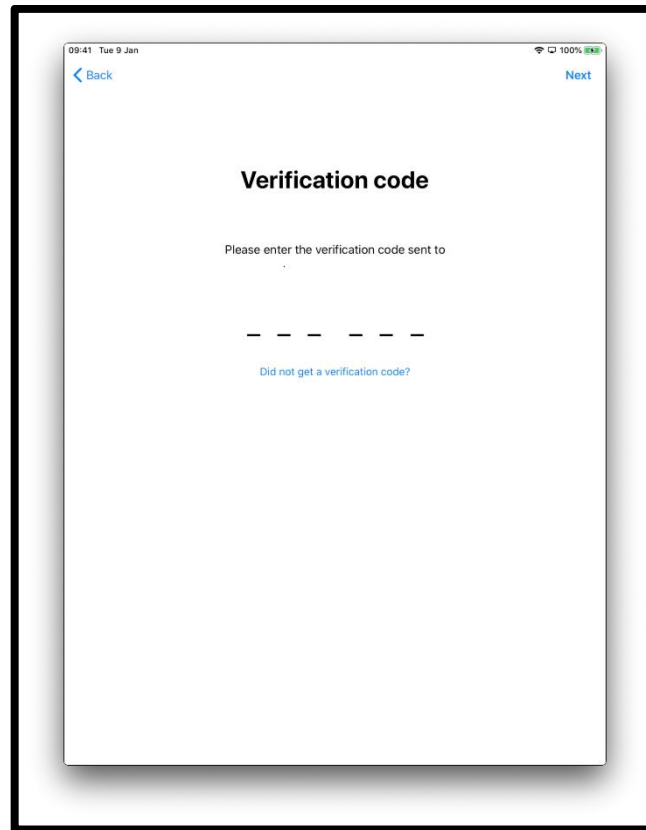 09:41 Tue 9 Jan 100%
Back Next
Verification code
Please enter the verification code sent to
Did not get a verification code?